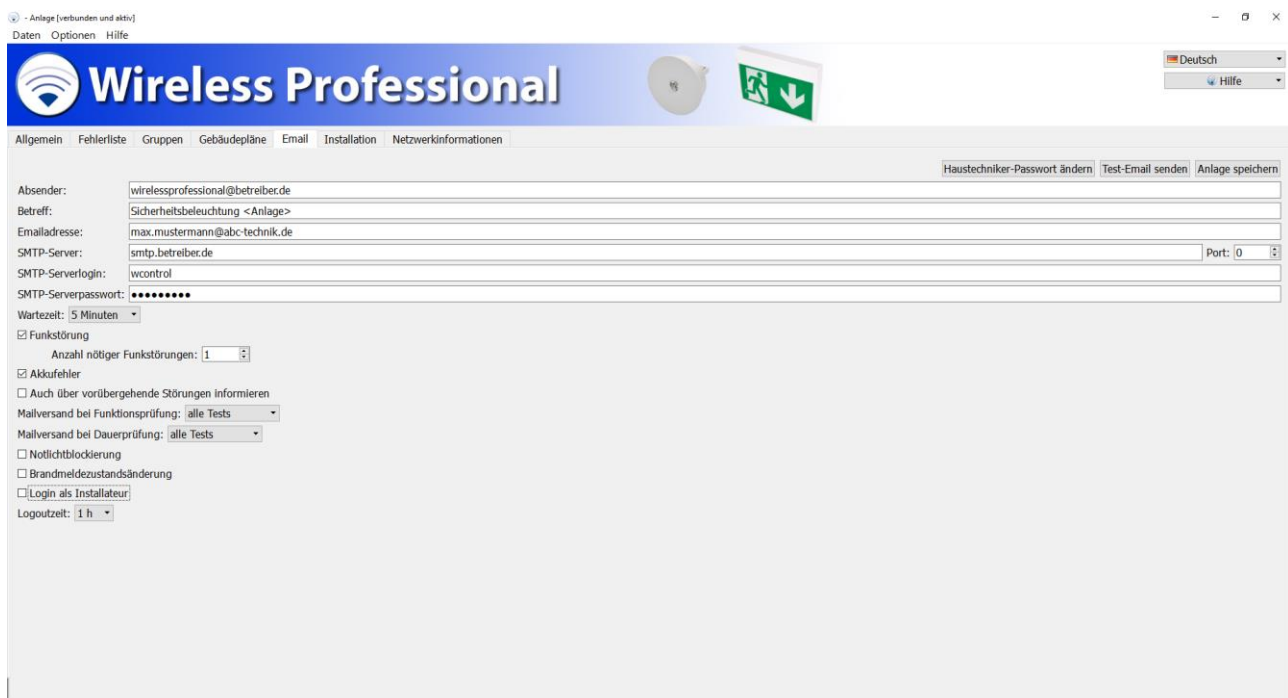 - Anlage [verbunden und aktiv]
Daten Optionen Hilfe
Wireless Professional
Deutsch
Hilfe
Allgemein Fehlerliste Gruppen Gebäudepläne Email Installation Netzwerkinformationen
Haustechniker-Passwort ändern Test-Email senden Anlage speichern
Absender: wirelessprofessional@betreiber.de
Betreff: Sicherheitsbeleuchtung <Anlage>
Emailadresse: max.mustermann@abc-technik.de
SMTP-Server: smtp.betreiber.de Port: 0
SMTP-Serverlogin: wcontrol
SMTP-Serverpasswort: ●●●●●●●●●
Wartezeit: 5 Minuten
Funkstörung
Anzahl nötiger Funkstörungen: 1
Akkufehler
Auch über vorübergehende Störungen informieren
Mailversand bei Funktionsprüfung: alle Tests
Mailversand bei Dauerprüfung: alle Tests
Notlichtblockierung
Brandmeldezustandsänderung
Login als Installateur
Logoutzeit: 1 h